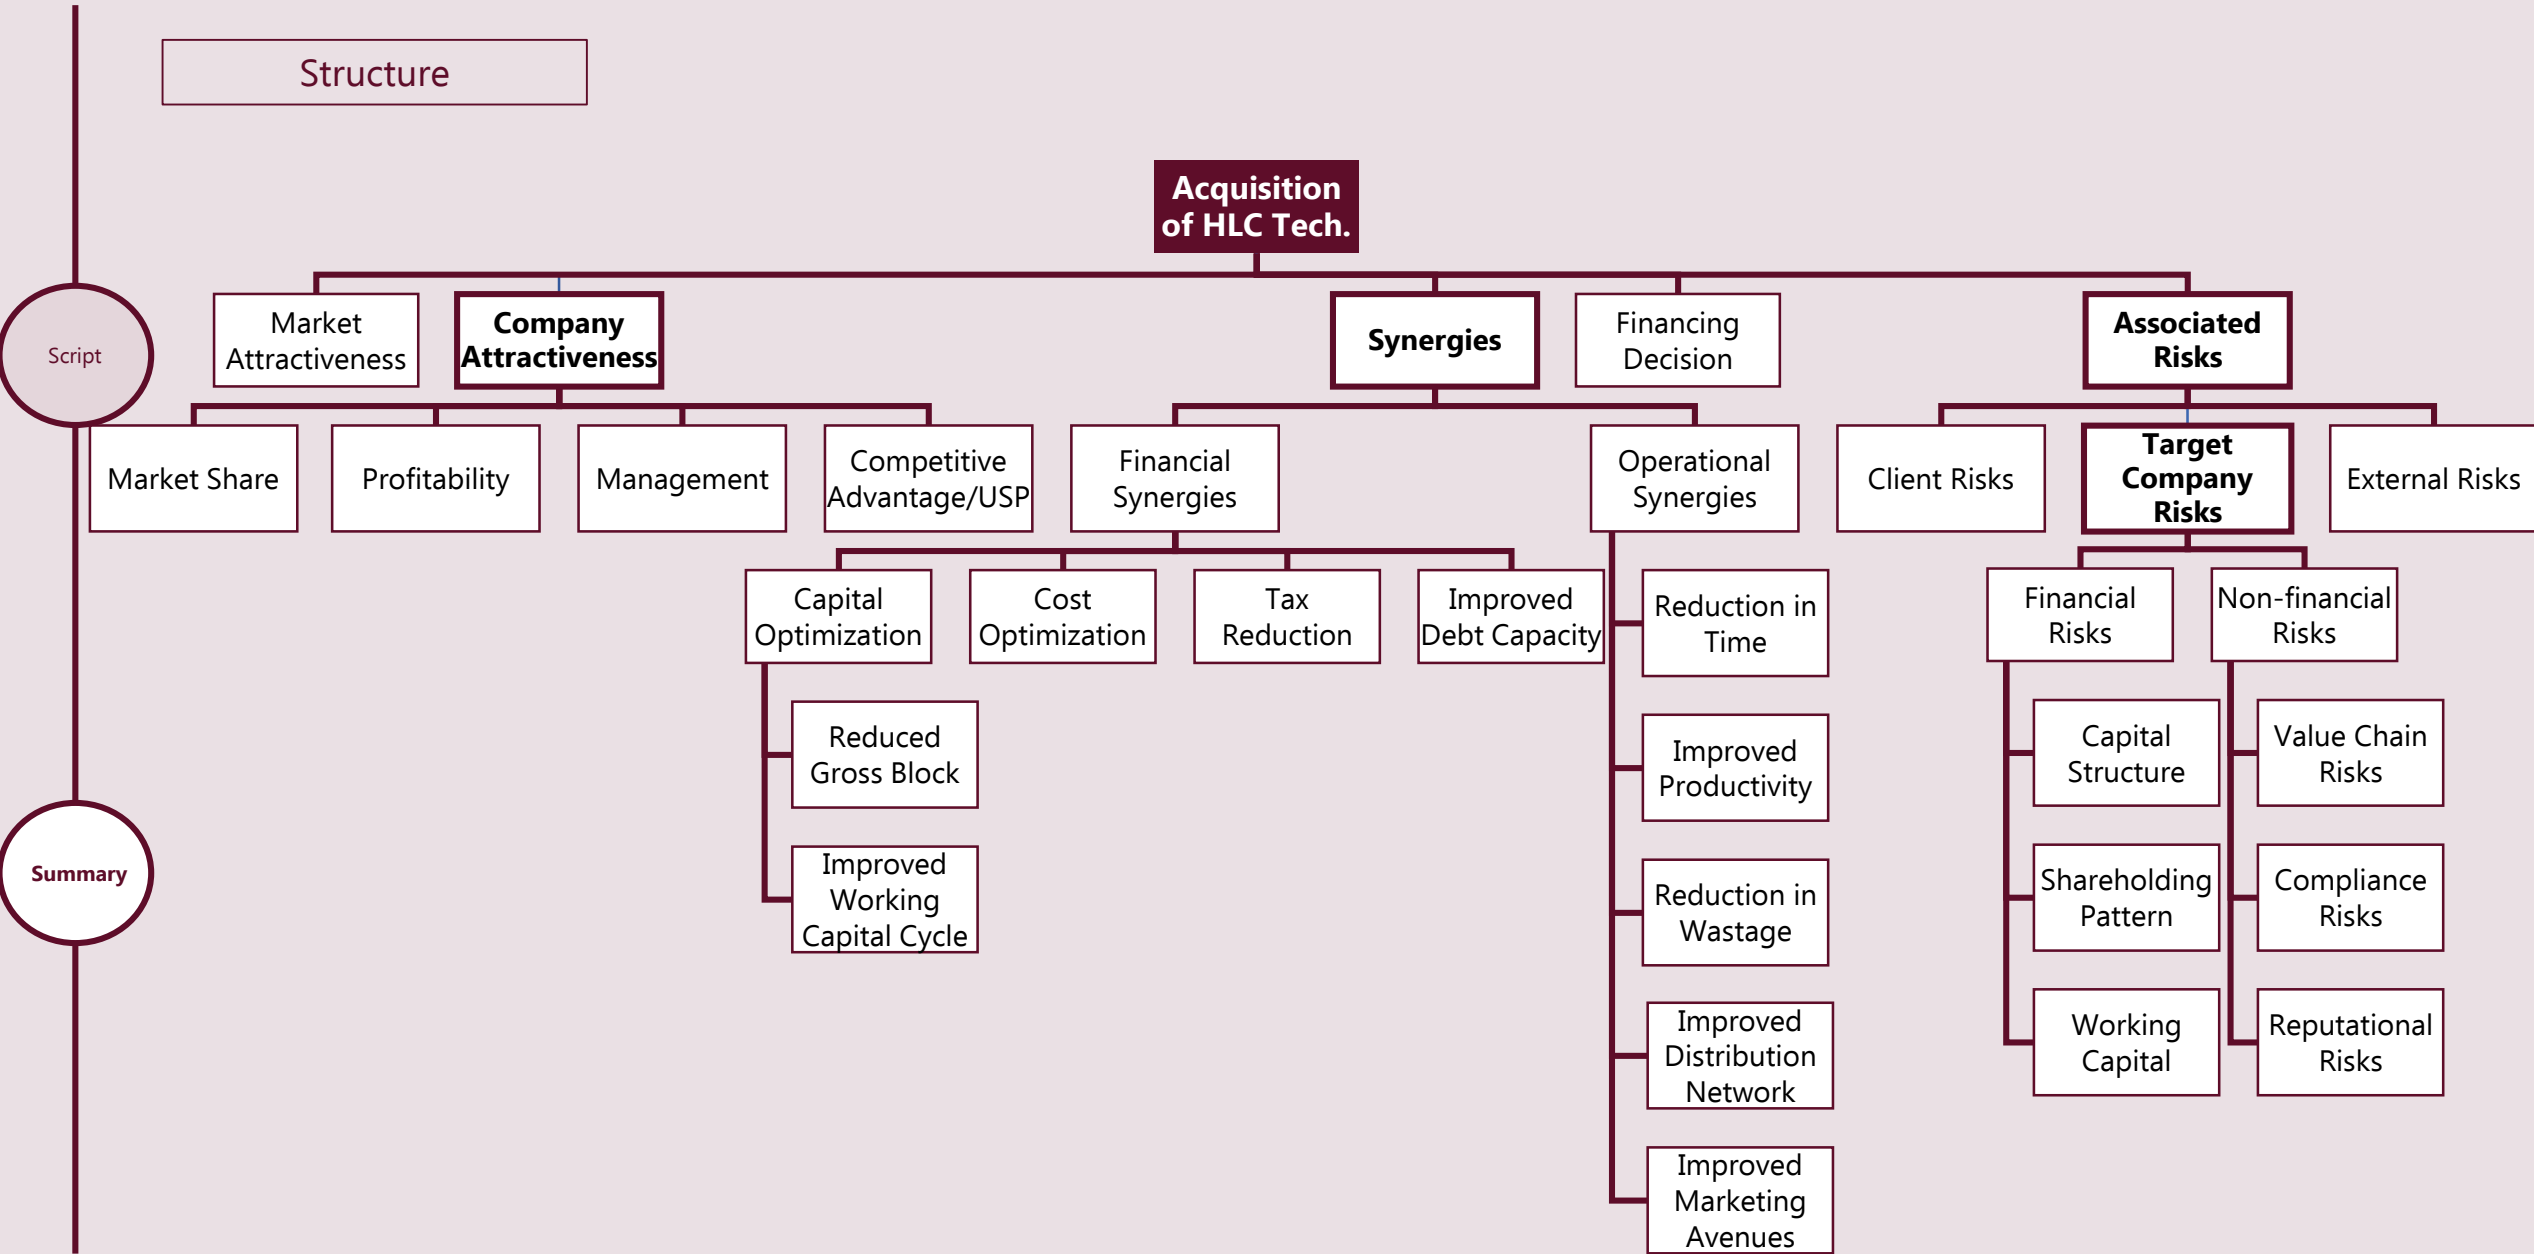 Structure
Acquisition
of HLC Tech.
Script
Summary
Market
Attractiveness
Company
Attractiveness
Synergies
Financing
Decision
Associated
Risks
Market Share
Profitability
Management
Competitive
Advantage/USP
Financial
Synergies
Operational
Synergies
Client Risks
Target
Company
Risks
External Risks
Capital
Optimization
Cost
Optimization
Tax
Reduction
Improved
Debt Capacity
Reduction in
Time
Financial
Risks
Non-financial
Risks
Reduced
Gross Block
Improved
Productivity
Capital
Structure
Value Chain
Risks
Improved
Working
Capital Cycle
Reduction in
Wastage
Shareholding
Pattern
Compliance
Risks
Improved
Distribution
Network
Working
Capital
Reputational
Risks
Improved
Marketing
Avenues